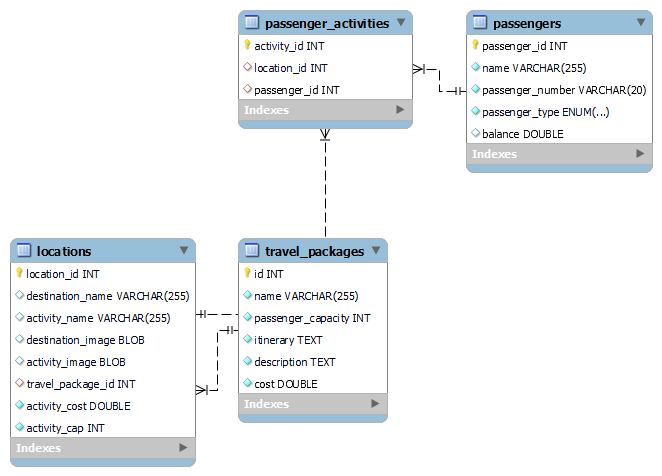 passenger_activities
activity_id INT
location_id INT
passenger_id INT
Indexes
passengers
passenger_id INT
name VARCHAR(255)
passenger_number VARCHAR(20)
passenger_type ENUM(...)
balance DOUBLE
Indexes
locations
location_id INT
destination_name VARCHAR(255)
activity_name VARCHAR(255)
destination_image BLOB
activity_image BLOB
travel_package_id INT
activity_cost DOUBLE
activity_cap INT
Indexes
travel_packages
id INT
name VARCHAR(255)
passenger_capacity INT
itinerary TEXT
description TEXT
cost DOUBLE
Indexes